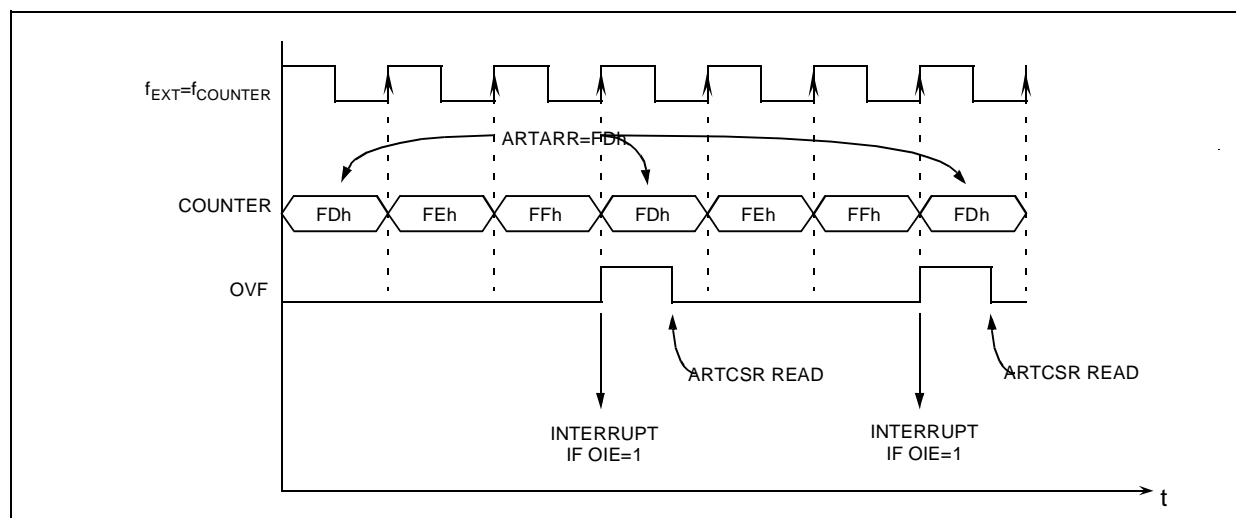 fEXT=fCOUNTER
ARTARR=FDh
COUNTER FDh FEh FFh FDh FEh FFh FDh
OVF
ARTCSR READ ARTCSR READ
INTERRUPT INTERRUPT
IF OIE=1 IF OIE=1
t